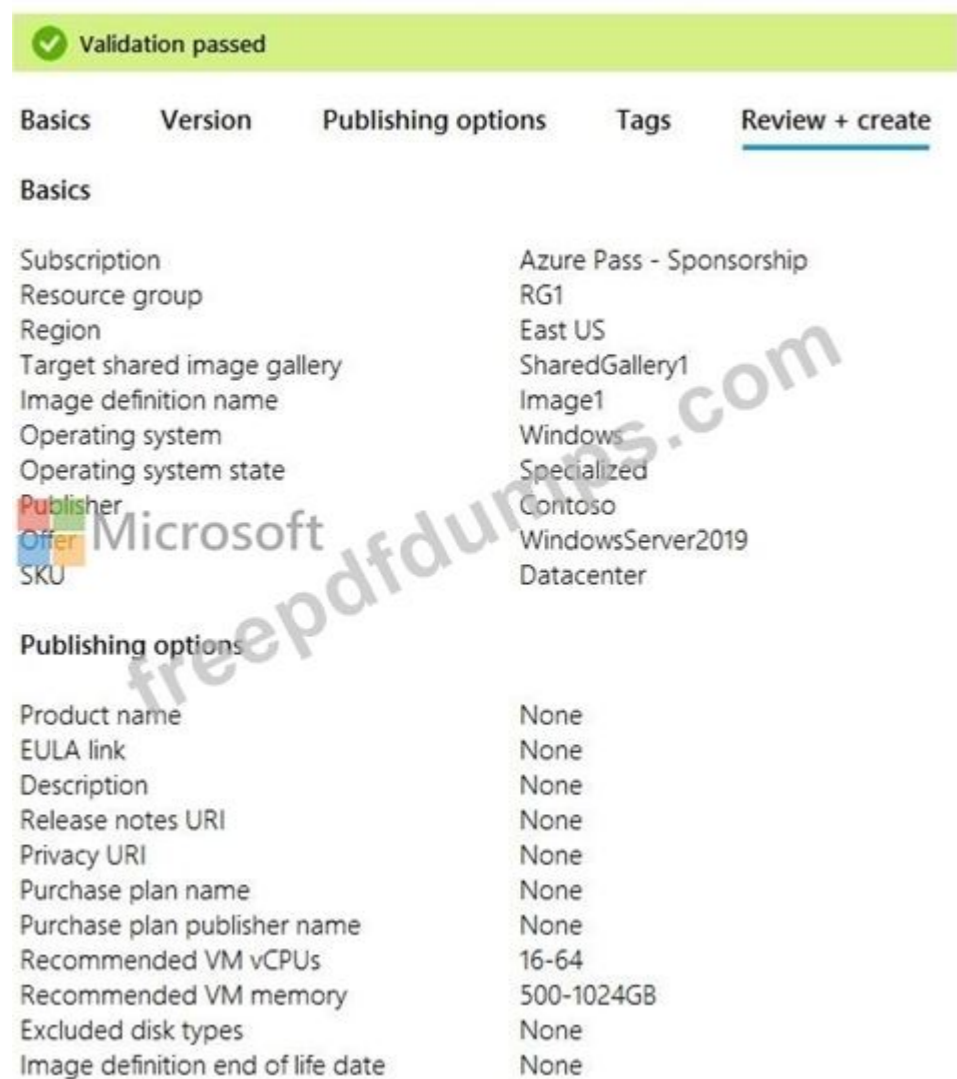 Validation passed
Basics Version Publishing options Tags Review + create
Basics
Subscription Azure Pass - Sponsorship
Resource group RG1
Region East US
Target shared image gallery SharedGallery1
Image definition name Image1
Operating system Windows
Operating system state Specialized
Publisher Contoso
Offer WindowsServer2019
SKU Datacenter
Microsoft
freepdfdumps.com
Publishing options
Product name None
EULA link None
Description None
Release notes URI None
Privacy URI None
Purchase plan name None
Purchase plan publisher name None
Recommended VM vCPUs 16-64
Recommended VM memory 500-1024GB
Excluded disk types None
Image definition end of life date None